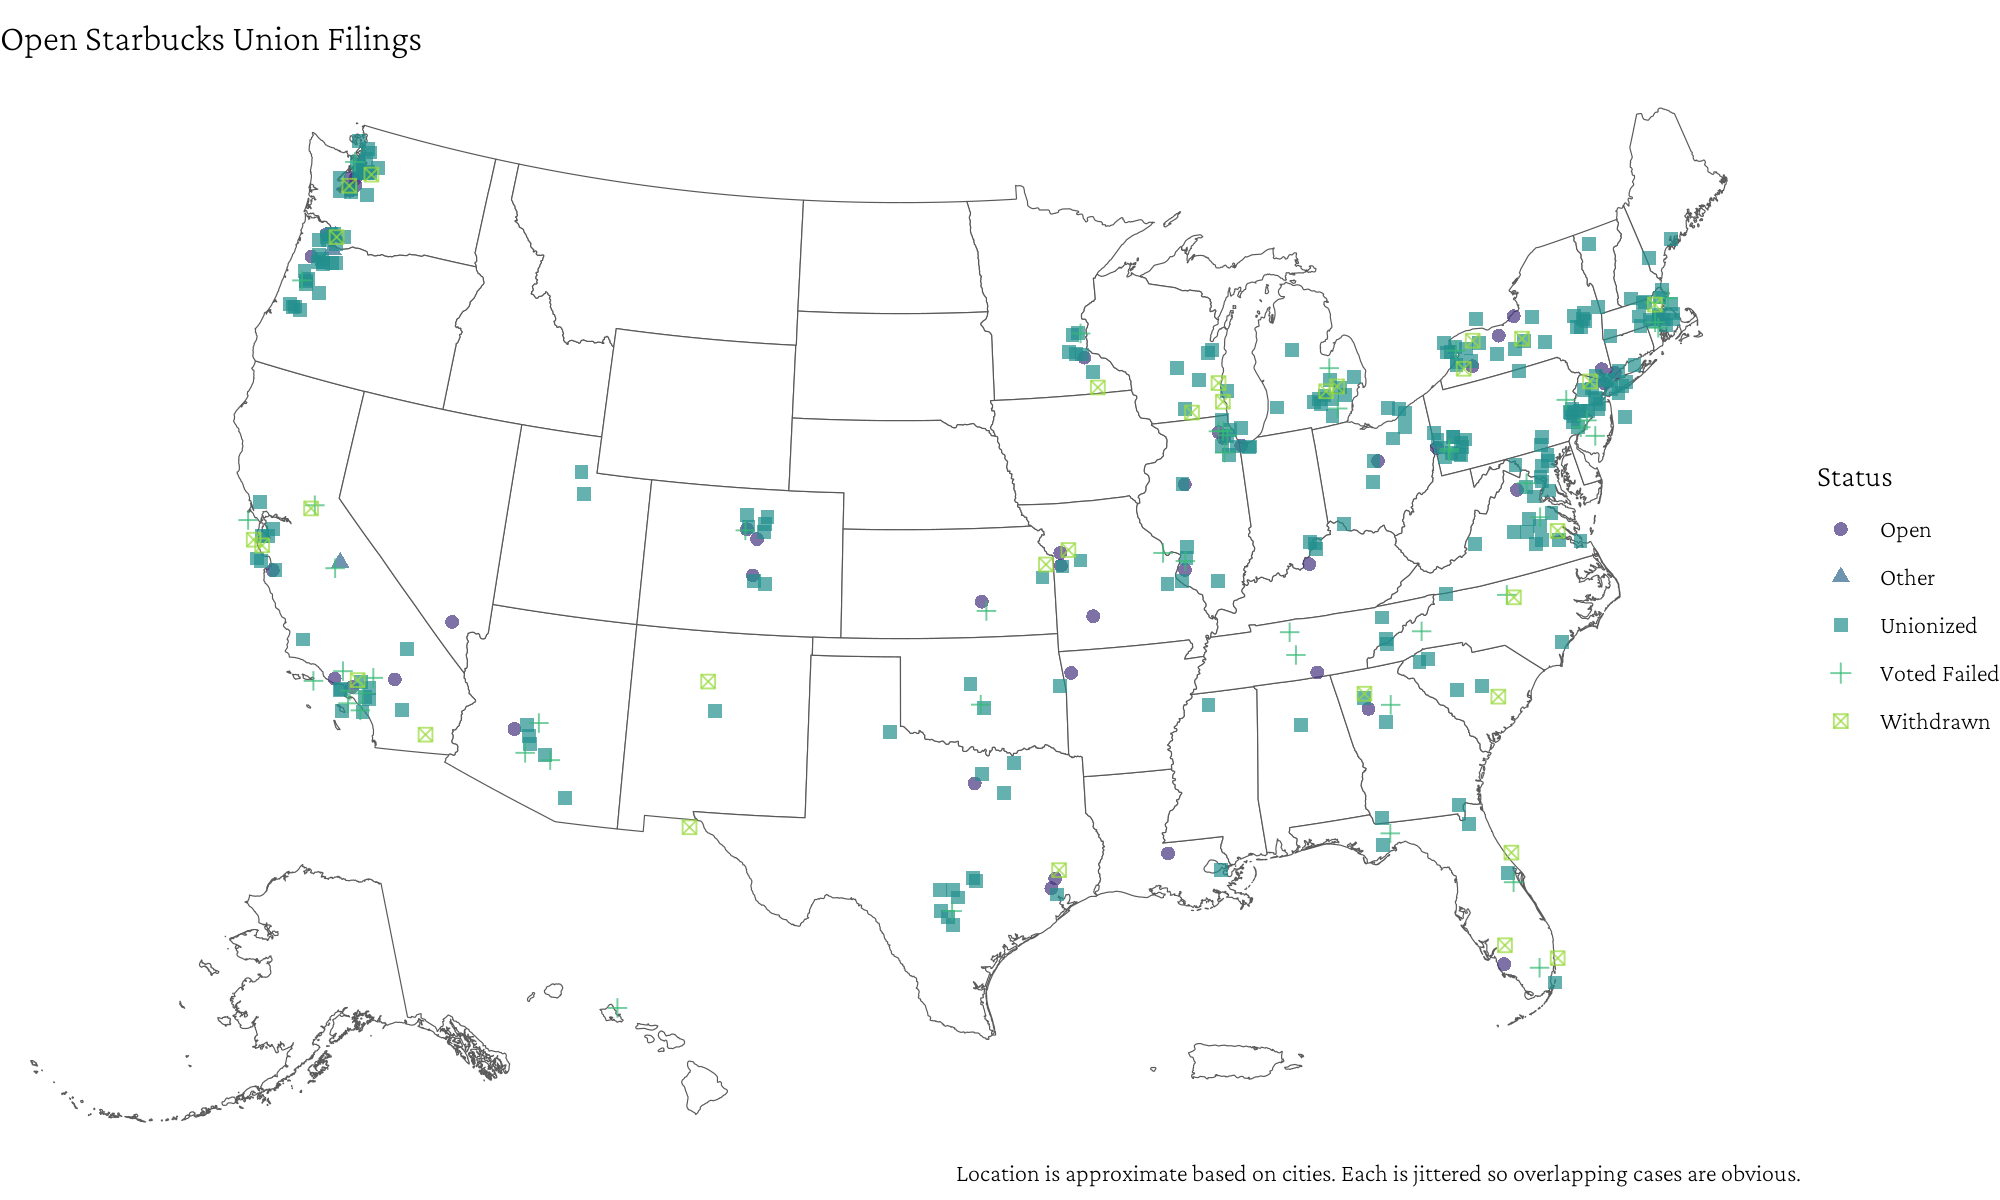 Open Starbucks Union Filings
Status
Open
Other
Unionized
Voted Failed
Withdrawn
Location is approximate based on cities. Each is jittered so overlapping cases are obvious.